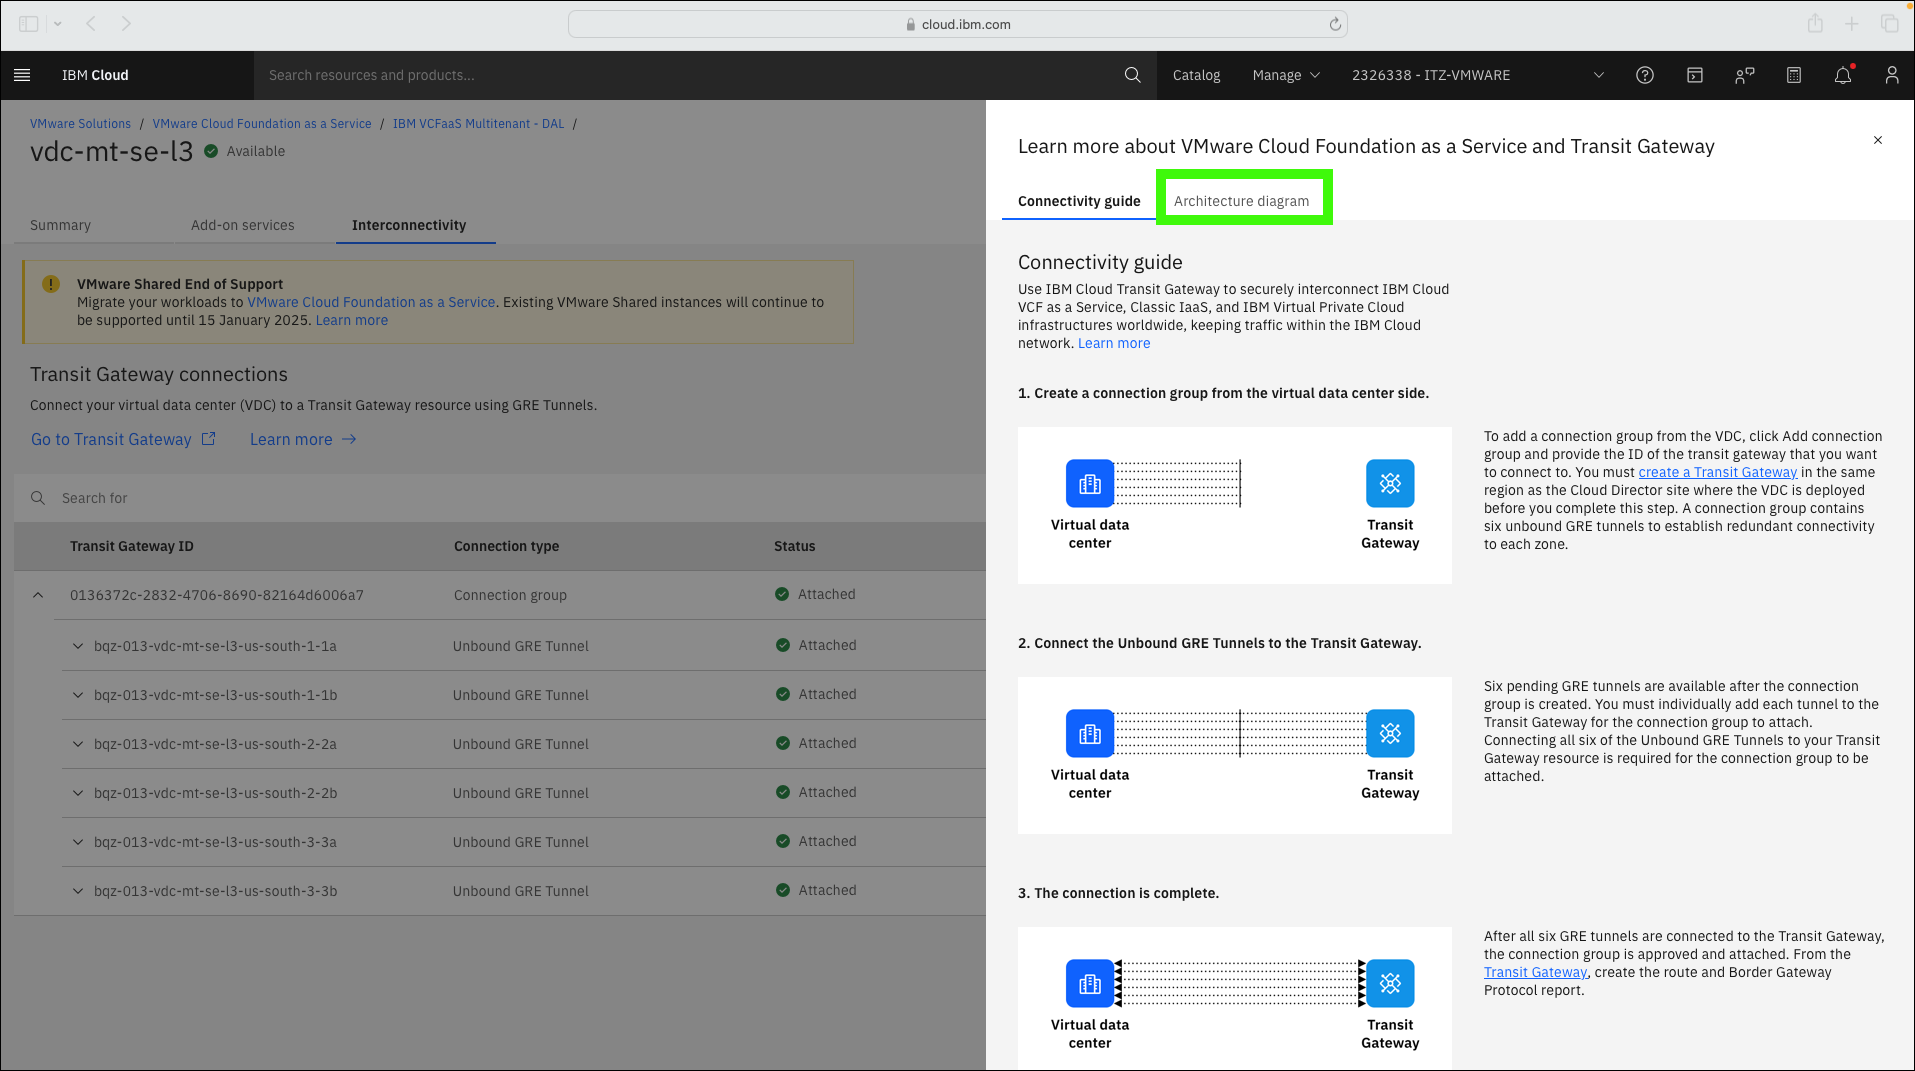 cloud.ibm.com
IBM Cloud
Search resources and products...
Catalog
Manage
2326338 - ITZ-VMWARE
VMware Solutions / VMware Cloud Foundation as a Service / IBM VCFaaS Multitenant - DAL /
vdc-mt-se-l3
Available
Summary
Add-on services
Interconnectivity
VMware Shared End of Support
Migrate your workloads to VMware Cloud Foundation as a Service. Existing VMware Shared instances will continue to
be supported until 15 January 2025. Learn more
Transit Gateway connections
Connect your virtual data center (VDC) to a Transit Gateway resource using GRE Tunnels.
Go to Transit Gateway
Learn more
Search for
Transit Gateway ID Connection type Status
0136372c-2832-4706-8690-82164d6006a7 Connection group Attached
bqz-013-vdc-mt-se-l3-us-south-1-1a Unbound GRE Tunnel Attached
bqz-013-vdc-mt-se-l3-us-south-1-1b Unbound GRE Tunnel Attached
bqz-013-vdc-mt-se-l3-us-south-2-2a Unbound GRE Tunnel Attached
bqz-013-vdc-mt-se-l3-us-south-2-2b Unbound GRE Tunnel Attached
bqz-013-vdc-mt-se-l3-us-south-3-3a Unbound GRE Tunnel Attached
bqz-013-vdc-mt-se-l3-us-south-3-3b Unbound GRE Tunnel Attached
Learn more about VMware Cloud Foundation as a Service and Transit Gateway
Connectivity guide
Architecture diagram
Connectivity guide
Use IBM Cloud Transit Gateway to securely interconnect IBM Cloud
VCF as a Service, Classic IaaS, and IBM Virtual Private Cloud
infrastructures worldwide, keeping traffic within the IBM Cloud
network. Learn more
1. Create a connection group from the virtual data center side.
Virtual data
center
Transit
Gateway
To add a connection group from the VDC, click Add connection
group and provide the ID of the transit gateway that you want
to connect to. You must create a Transit Gateway in the same
region as the Cloud Director site where the VDC is deployed
before you complete this step. A connection group contains
six unbound GRE tunnels to establish redundant connectivity
to each zone.
2. Connect the Unbound GRE Tunnels to the Transit Gateway.
Virtual data
center
Transit
Gateway
Six pending GRE tunnels are available after the connection
group is created. You must individually add each tunnel to the
Transit Gateway for the connection group to attach.
Connecting all six of the Unbound GRE Tunnels to your Transit
Gateway resource is required for the connection group to be
attached.
3. The connection is complete.
Virtual data
center
Transit
Gateway
After all six GRE tunnels are connected to the Transit Gateway,
the connection group is approved and attached. From the
Transit Gateway, create the route and Border Gateway
Protocol report.